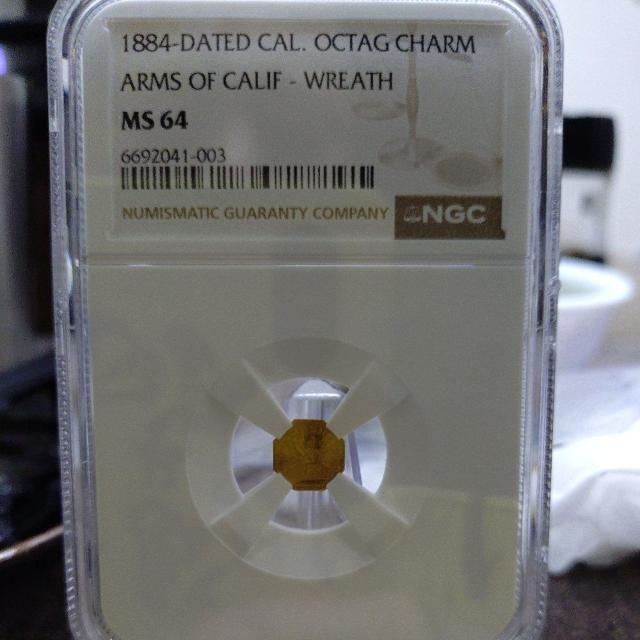 1884-DATED CAL. OCTAG CHARM
ARMS OF CALIF - WREATH
MS 64
6692041-003
NUMISMATIC GUARANTY COMPANY
NGC